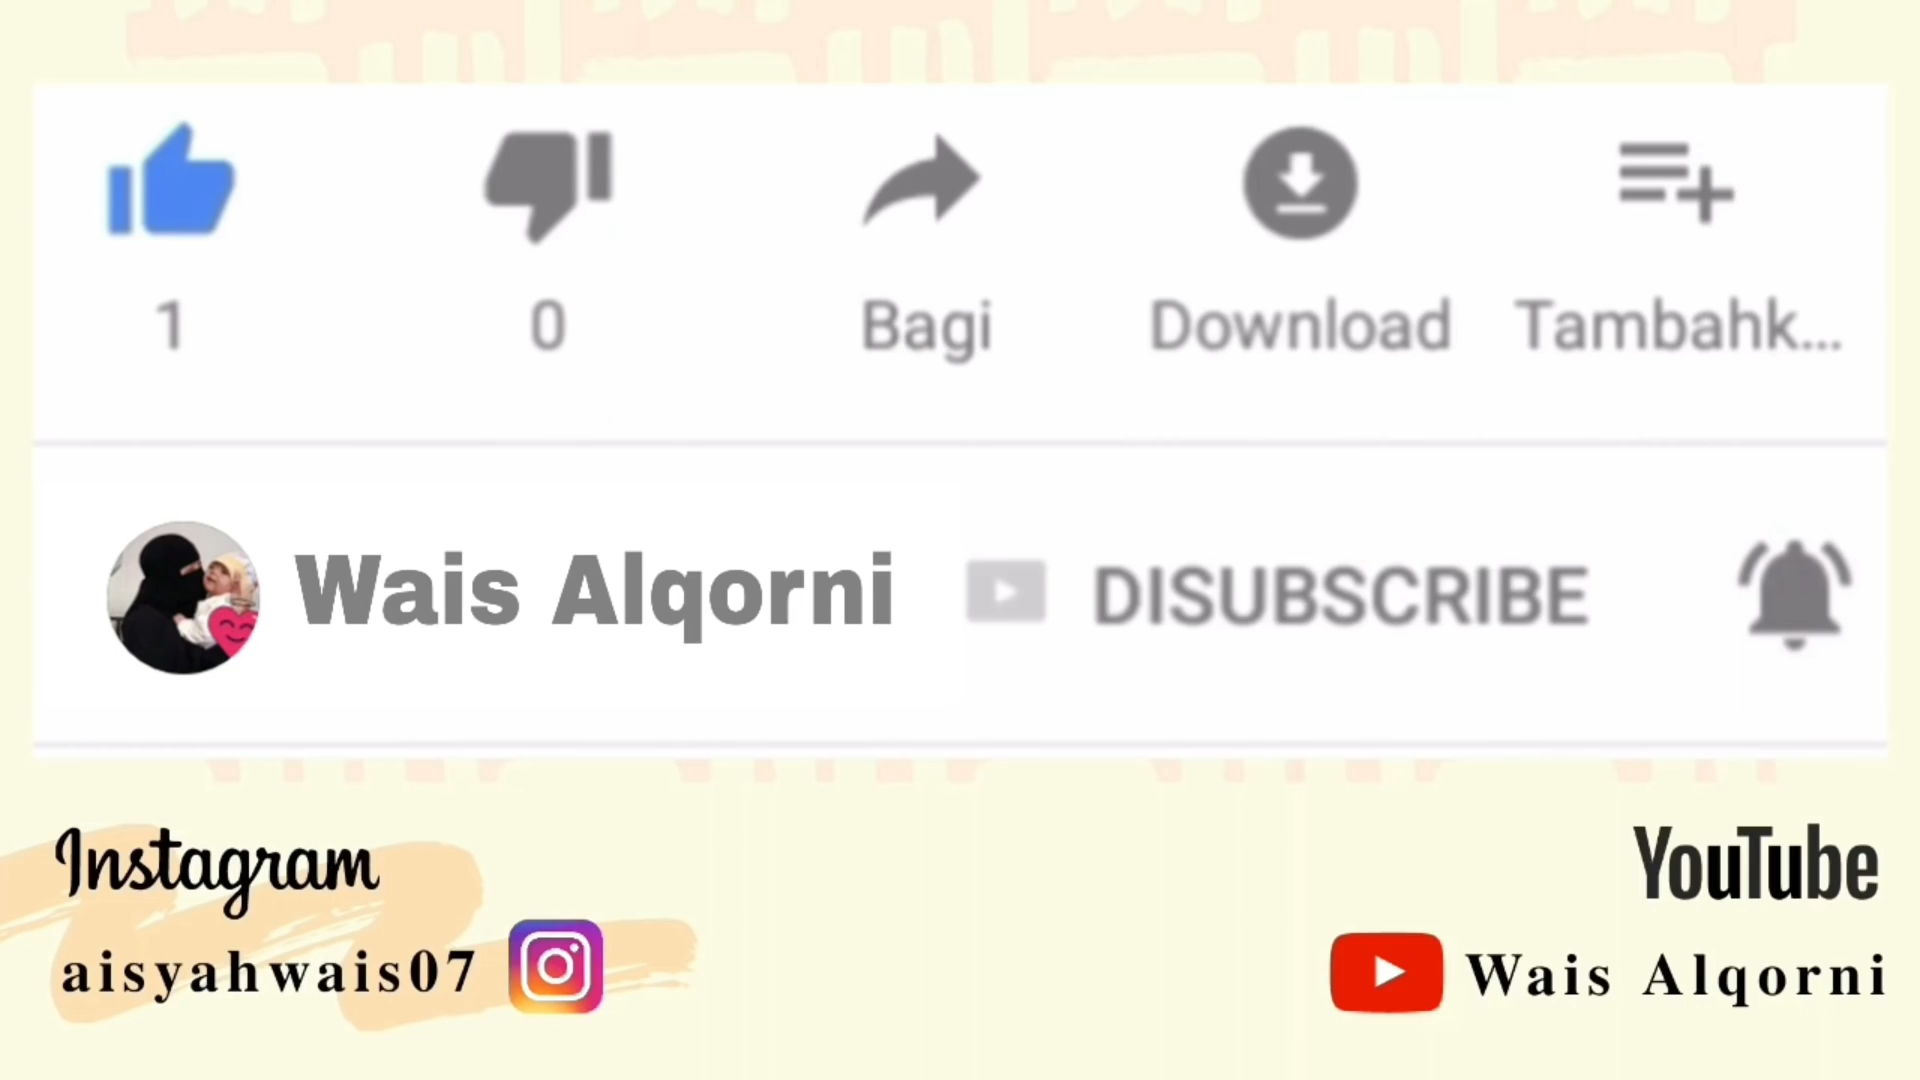 1 0 Bagi Download Tambahk...
Wais Alqorni DISUBSCRIBE
Instagram
aisyahwais07
YouTube
Wais Alqorni